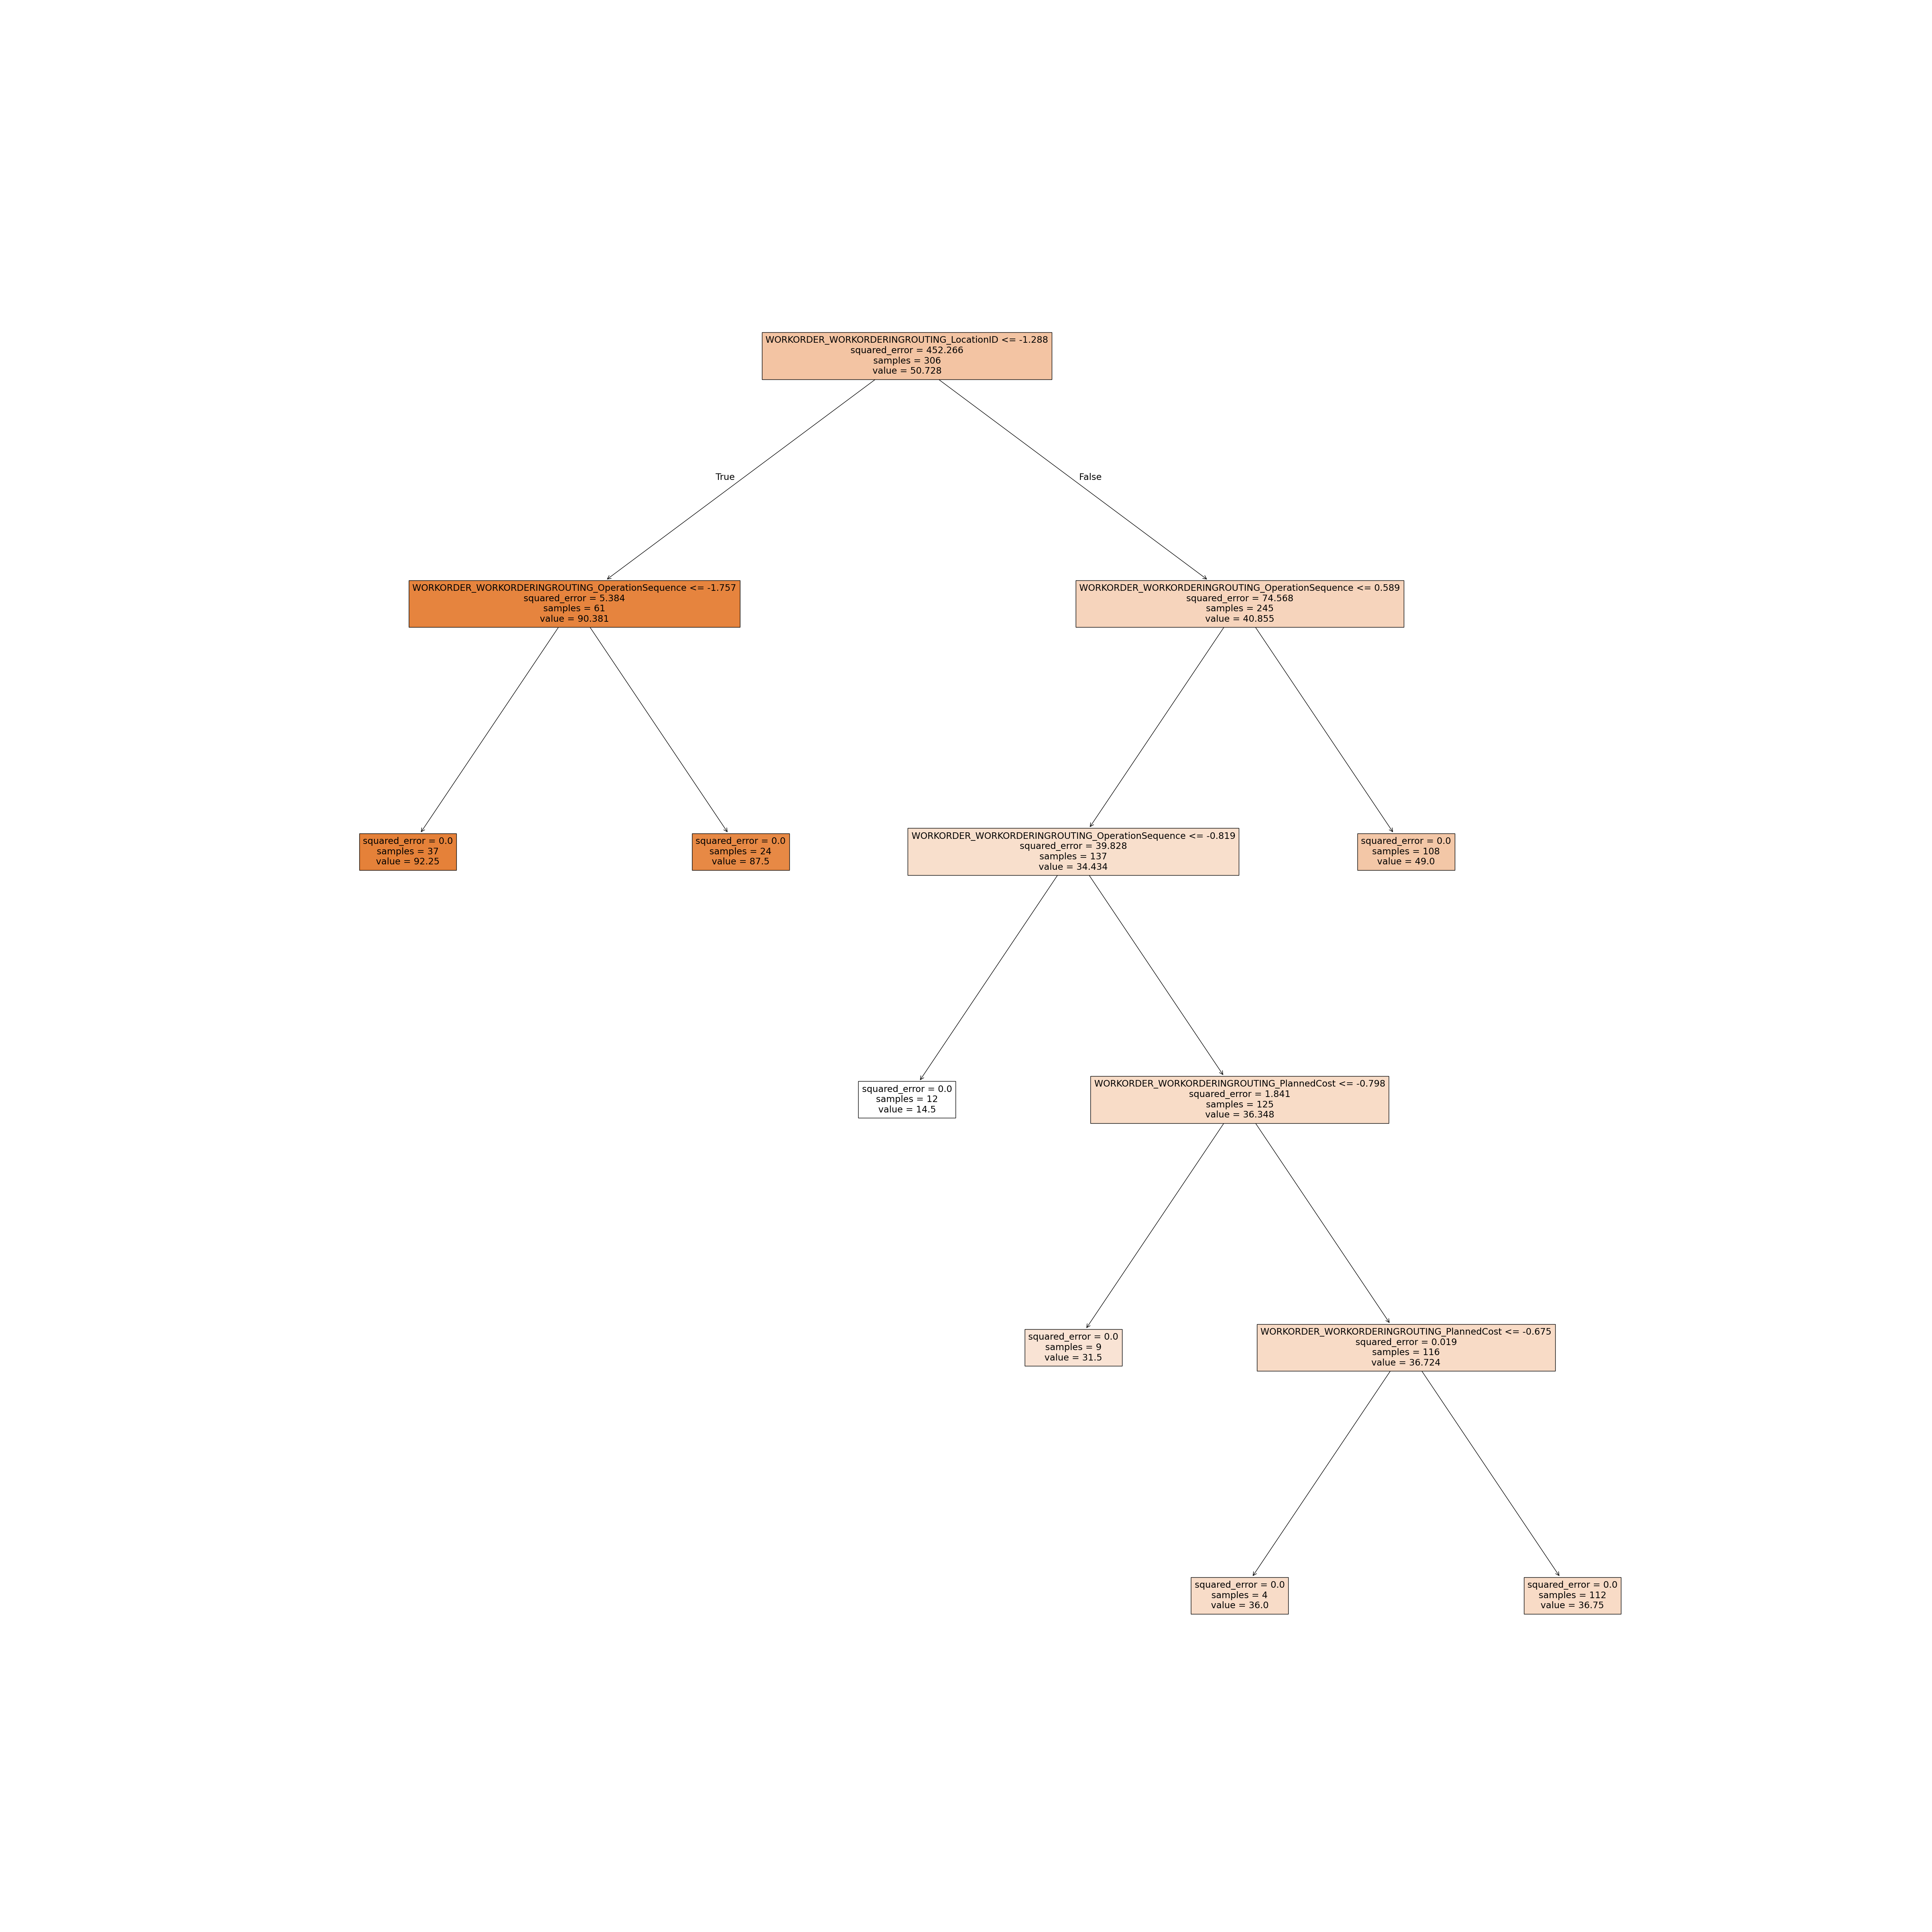 WORKORDER_WORKORDERINGROUTING_LocationID <= -1.288
squared_error = 452.266
samples = 306
value = 50.728
True
False
WORKORDER_WORKORDERINGROUTING_OperationSequence <= -1.757
squared_error = 5.384
samples = 61
value = 90.381
WORKORDER_WORKORDERINGROUTING_OperationSequence <= 0.589
squared_error = 74.568
samples = 245
value = 40.855
squared_error = 0.0
samples = 37
value = 92.25
squared_error = 0.0
samples = 24
value = 87.5
WORKORDER_WORKORDERINGROUTING_OperationSequence <= -0.819
squared_error = 39.828
samples = 137
value = 34.434
squared_error = 0.0
samples = 108
value = 49.0
squared_error = 0.0
samples = 12
value = 14.5
WORKORDER_WORKORDERINGROUTING_PlannedCost <= -0.798
squared_error = 1.841
samples = 125
value = 36.348
squared_error = 0.0
samples = 9
value = 31.5
WORKORDER_WORKORDERINGROUTING_PlannedCost <= -0.675
squared_error = 0.019
samples = 116
value = 36.724
squared_error = 0.0
samples = 4
value = 36.0
squared_error = 0.0
samples = 112
value = 36.75